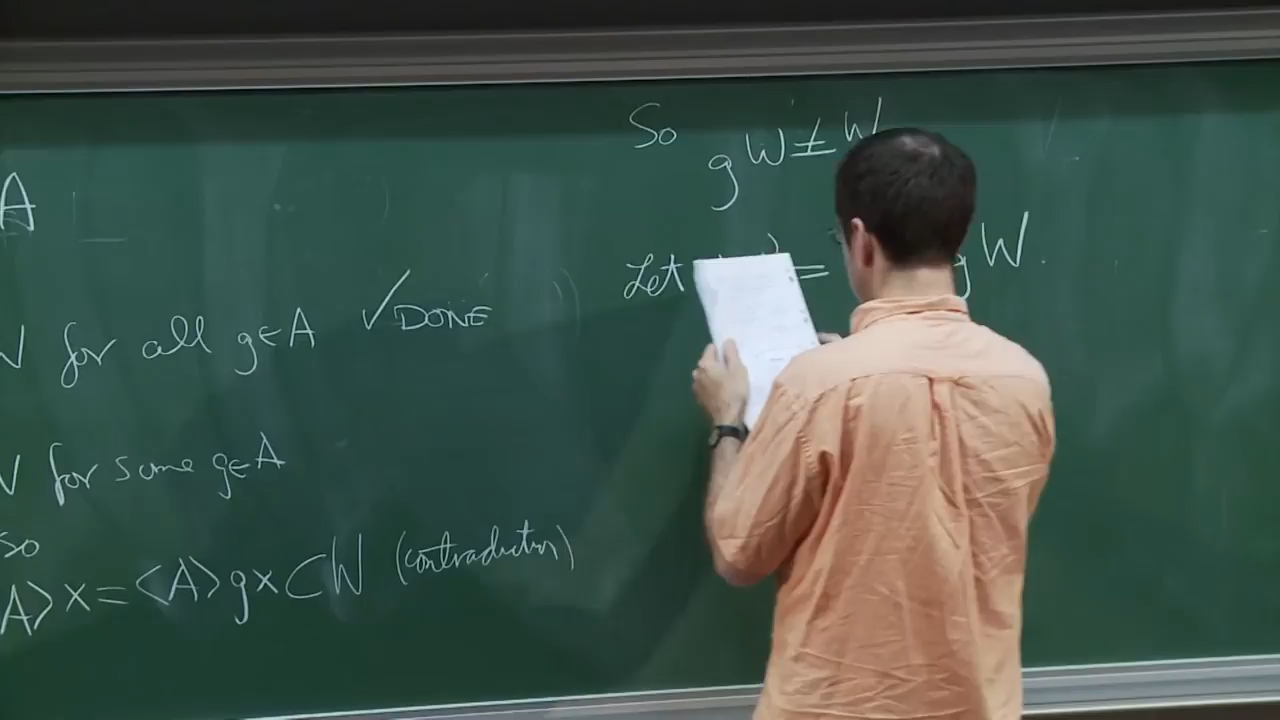 A
W for all g∈A ✓DONE
W for some g∈A
so
A⟩x=⟨A⟩gx⊂W (contradiction)
So
gW≠W
Let = gW.